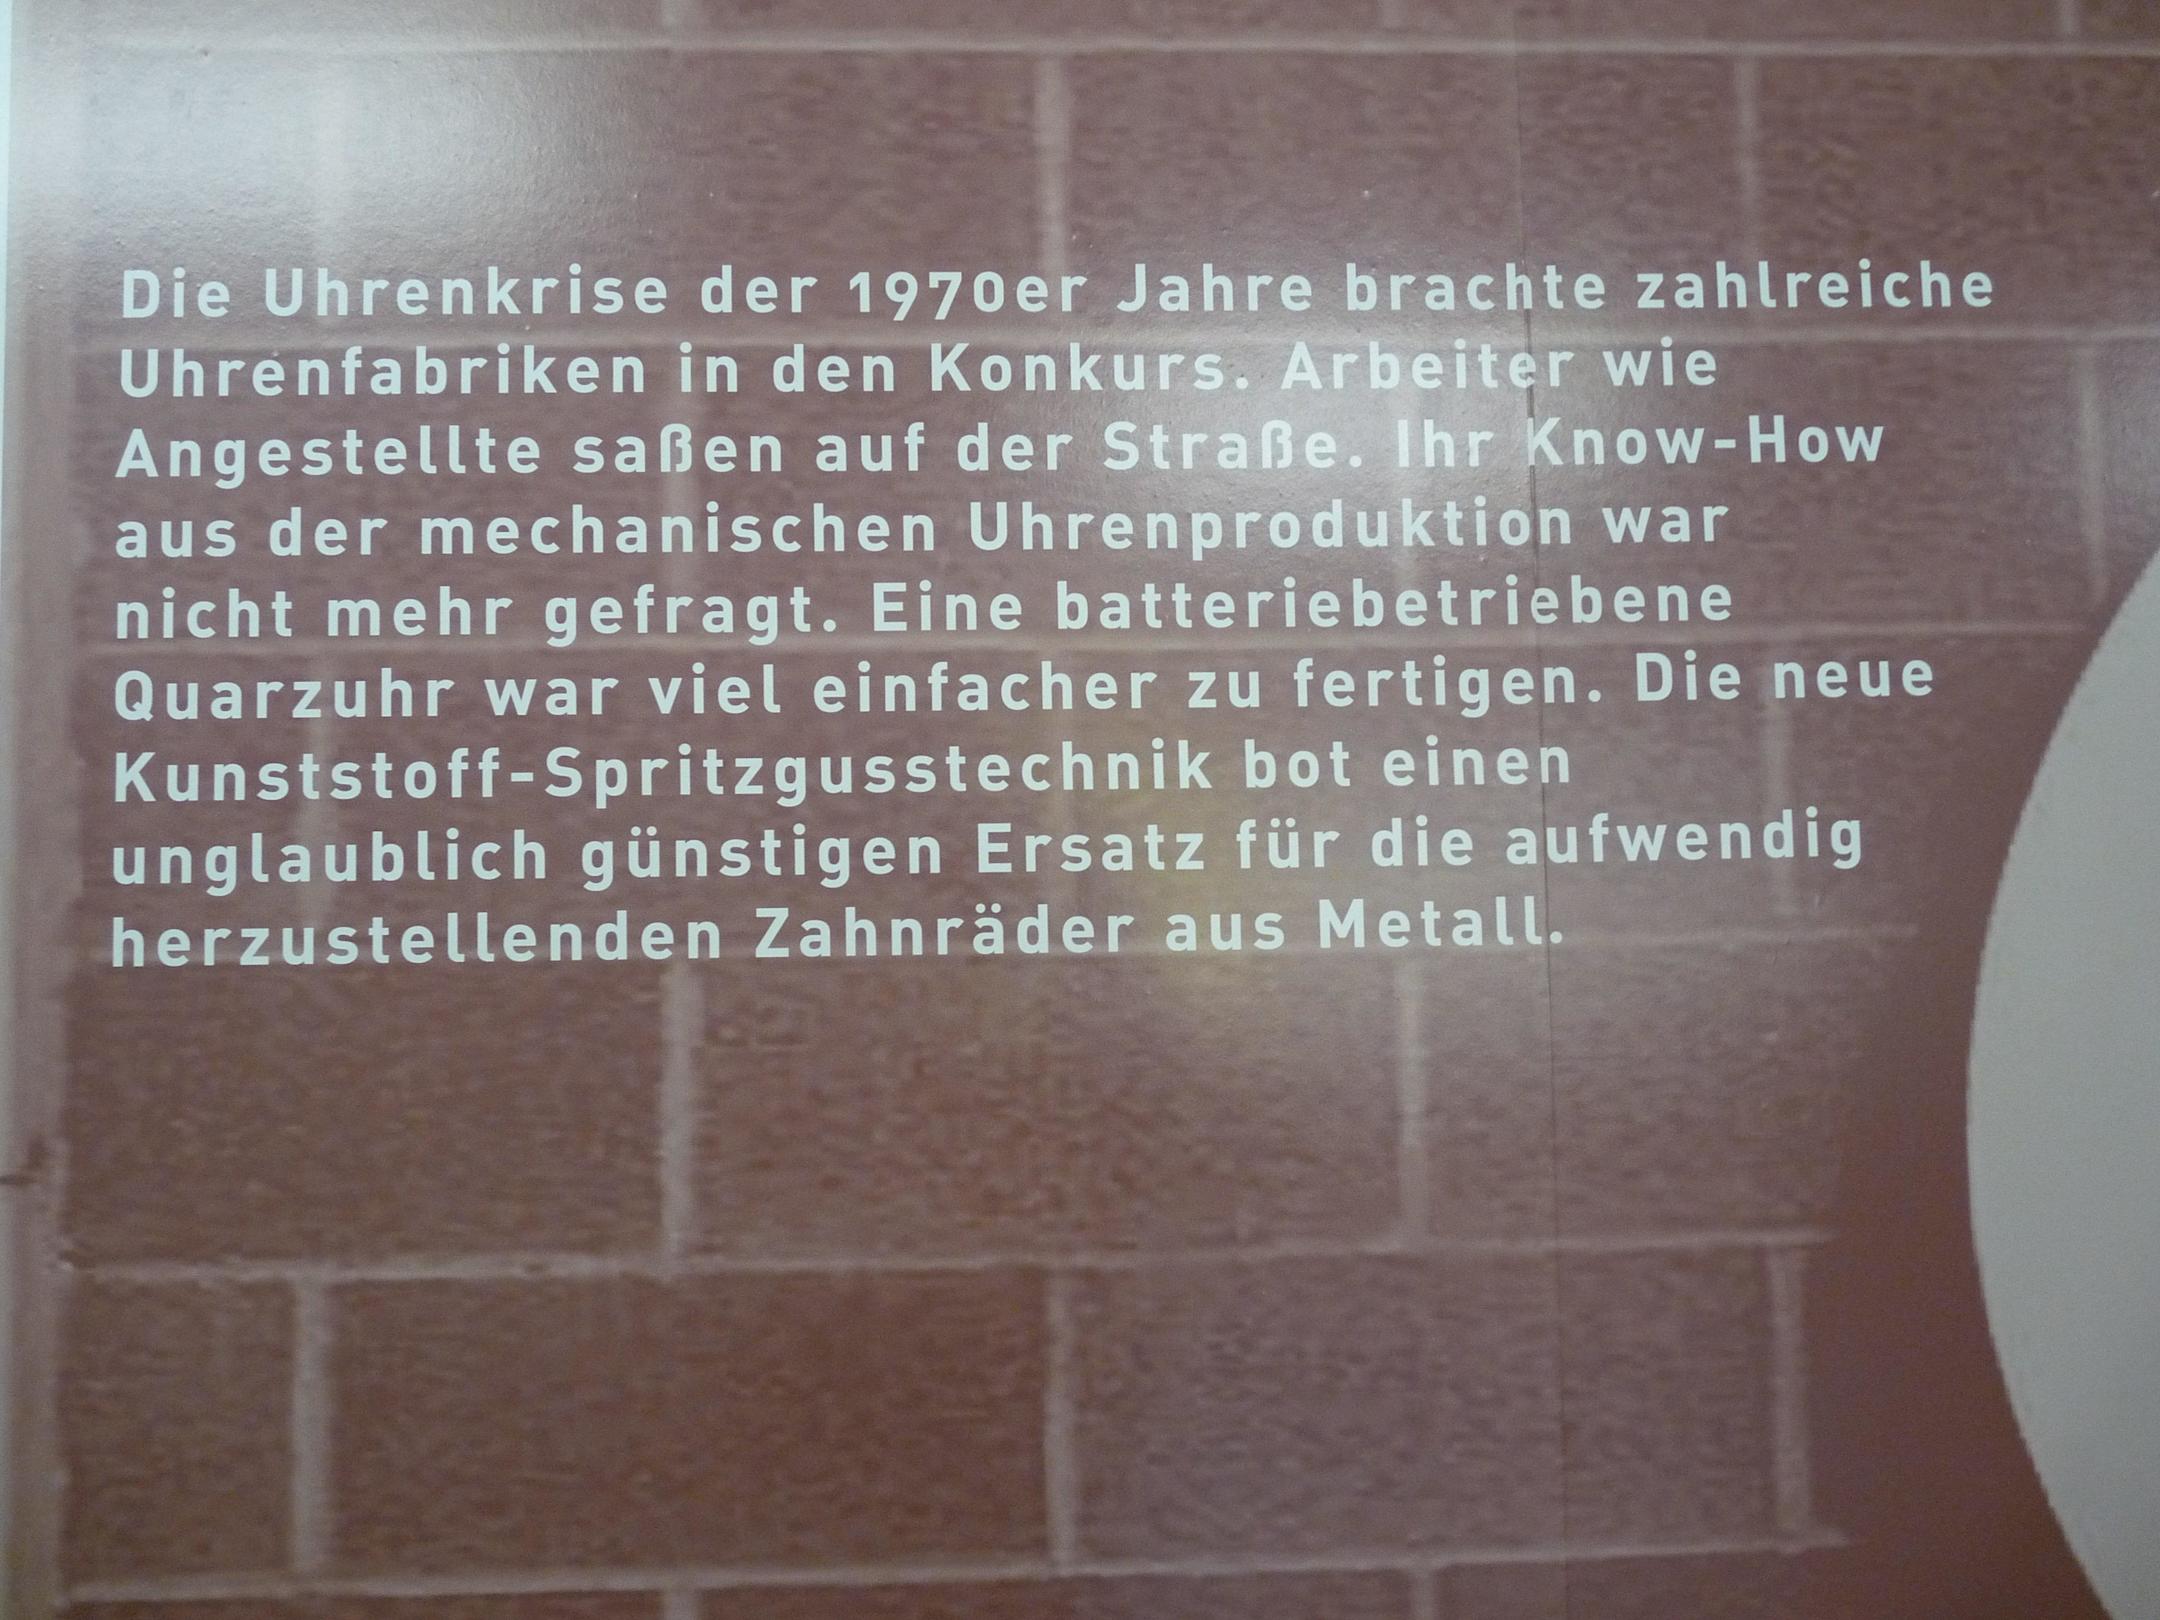 Die Uhrenkrise der 1970er Jahre brachte zahlreiche
Uhrenfabriken in den Konkurs. Arbeiter wie
Angestellte saßen auf der Straße. Ihr Know-How
aus der mechanischen Uhrenproduktion war
nicht mehr gefragt. Eine batteriebetriebene
Quarzuhr war viel einfacher zu fertigen. Die neue
Kunststoff-Spritzgusstechnik bot einen
unglaublich günstigen Ersatz für die aufwendig
herzustellenden Zahnräder aus Metall.